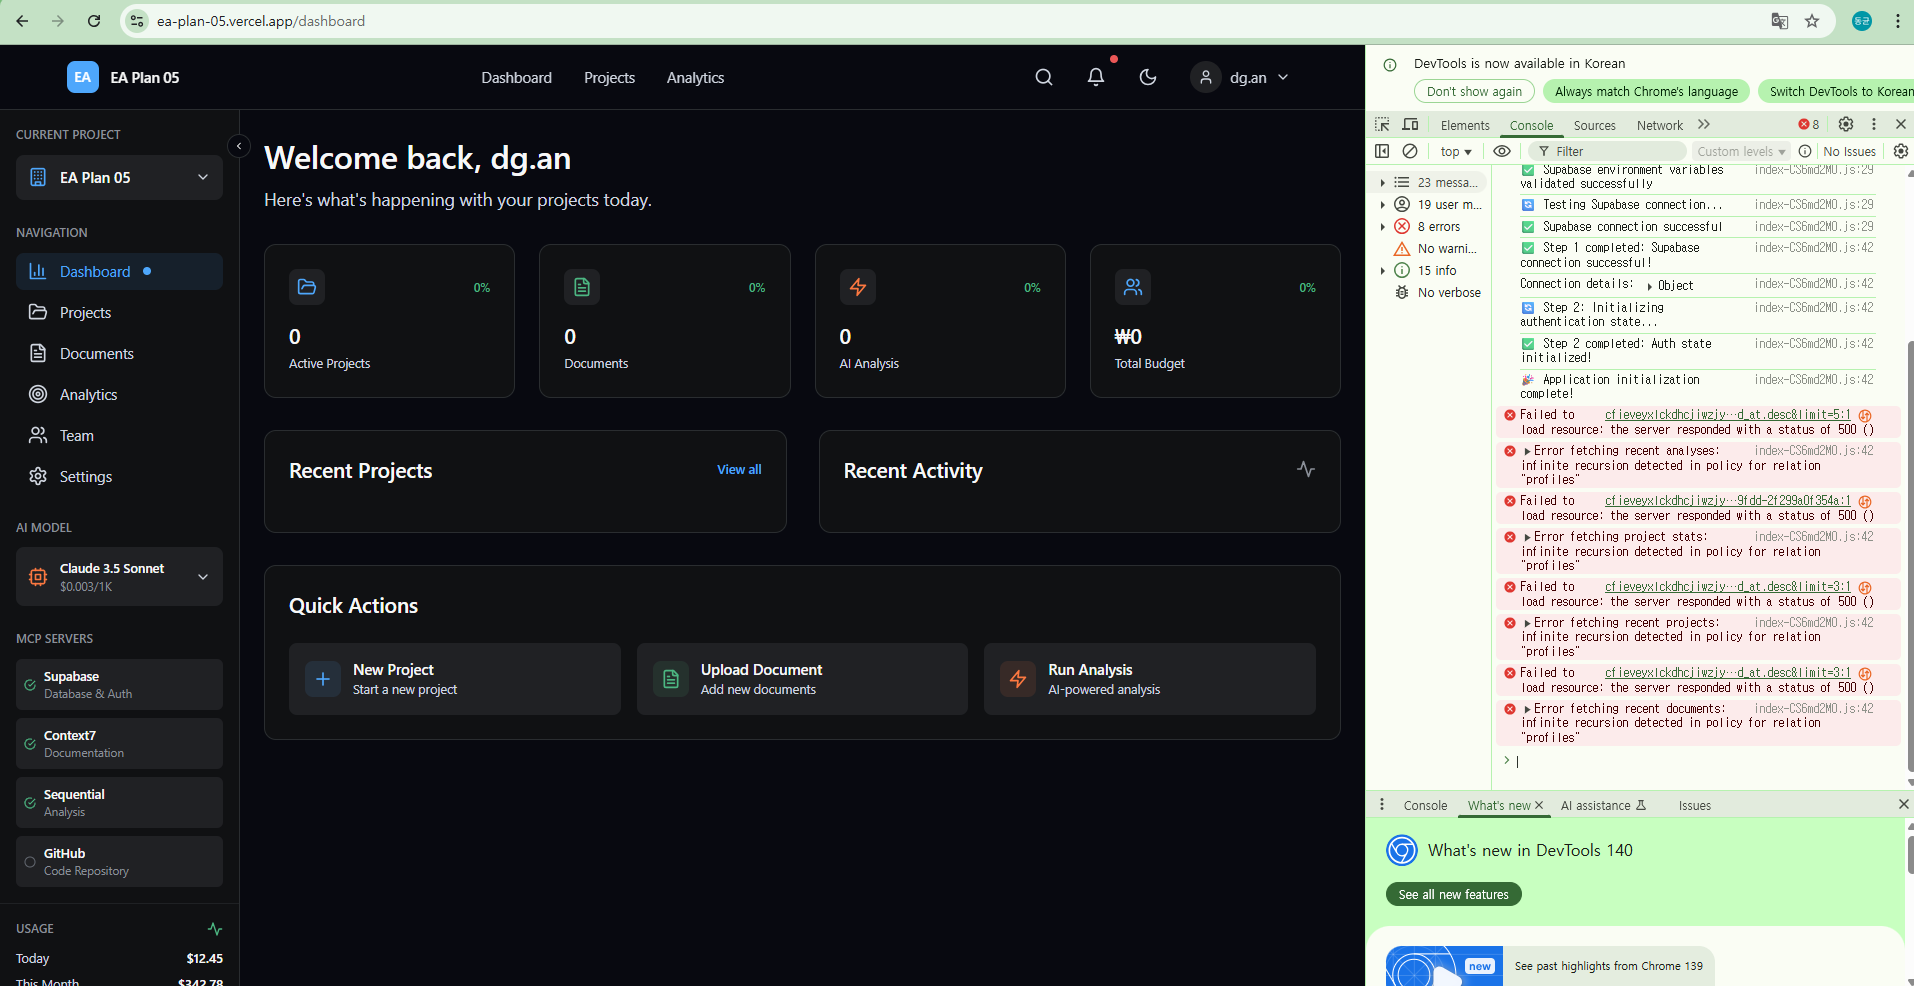 ea-plan-05.vercel.app/dashboard
동균
EA
EA Plan 05
Dashboard
Projects
Analytics
dg.an
CURRENT PROJECT
EA Plan 05
NAVIGATION
Dashboard
Projects
Documents
Analytics
Team
Settings
AI MODEL
Claude 3.5 Sonnet
$0.003/1K
MCP SERVERS
Supabase
Database & Auth
Context7
Documentation
Sequential
Analysis
GitHub
Code Repository
USAGE
Today $12.45
This Month $342.78
Welcome back, dg.an
Here's what's happening with your projects today.
0%
0
Active Projects
0%
0
Documents
0%
0
AI Analysis
0%
₩0
Total Budget
Recent Projects
View all
Recent Activity
Quick Actions
New Project
Start a new project
Upload Document
Add new documents
Run Analysis
AI-powered analysis
DevTools is now available in Korean
Don't show again
Always match Chrome's language
Switch DevTools to Korean
Elements
Console
Sources
Network
8
top
Filter
Custom levels
No Issues
23 messa...
19 user m...
8 errors
No warni...
15 info
No verbose
Supabase environment variables index-CS6md2MO.js:29
validated successfully
Testing Supabase connection... index-CS6md2MO.js:29
Supabase connection successful index-CS6md2MO.js:29
Step 1 completed: Supabase index-CS6md2MO.js:42
connection successful!
Connection details: Object index-CS6md2MO.js:42
Step 2: Initializing index-CS6md2MO.js:42
authentication state...
Step 2 completed: Auth state index-CS6md2MO.js:42
initialized!
Application initialization index-CS6md2MO.js:42
complete!
Failed to cfieveyxlckdhcjiwzjy…d_at.desc&limit=5:1
load resource: the server responded with a status of 500 ()
Error fetching recent analyses: index-CS6md2MO.js:42
infinite recursion detected in policy for relation
"profiles"
Failed to cfieveyxlckdhcjiwzjy…9fdd-2f299a0f354a:1
load resource: the server responded with a status of 500 ()
Error fetching project stats: index-CS6md2MO.js:42
infinite recursion detected in policy for relation
"profiles"
Failed to cfieveyxlckdhcjiwzjy…d_at.desc&limit=3:1
load resource: the server responded with a status of 500 ()
Error fetching recent projects: index-CS6md2MO.js:42
infinite recursion detected in policy for relation
"profiles"
Failed to cfieveyxlckdhcjiwzjy…d_at.desc&limit=3:1
load resource: the server responded with a status of 500 ()
Error fetching recent documents: index-CS6md2MO.js:42
infinite recursion detected in policy for relation
"profiles"
Console
What's new
AI assistance
Issues
What's new in DevTools 140
See all new features
new
See past highlights from Chrome 139